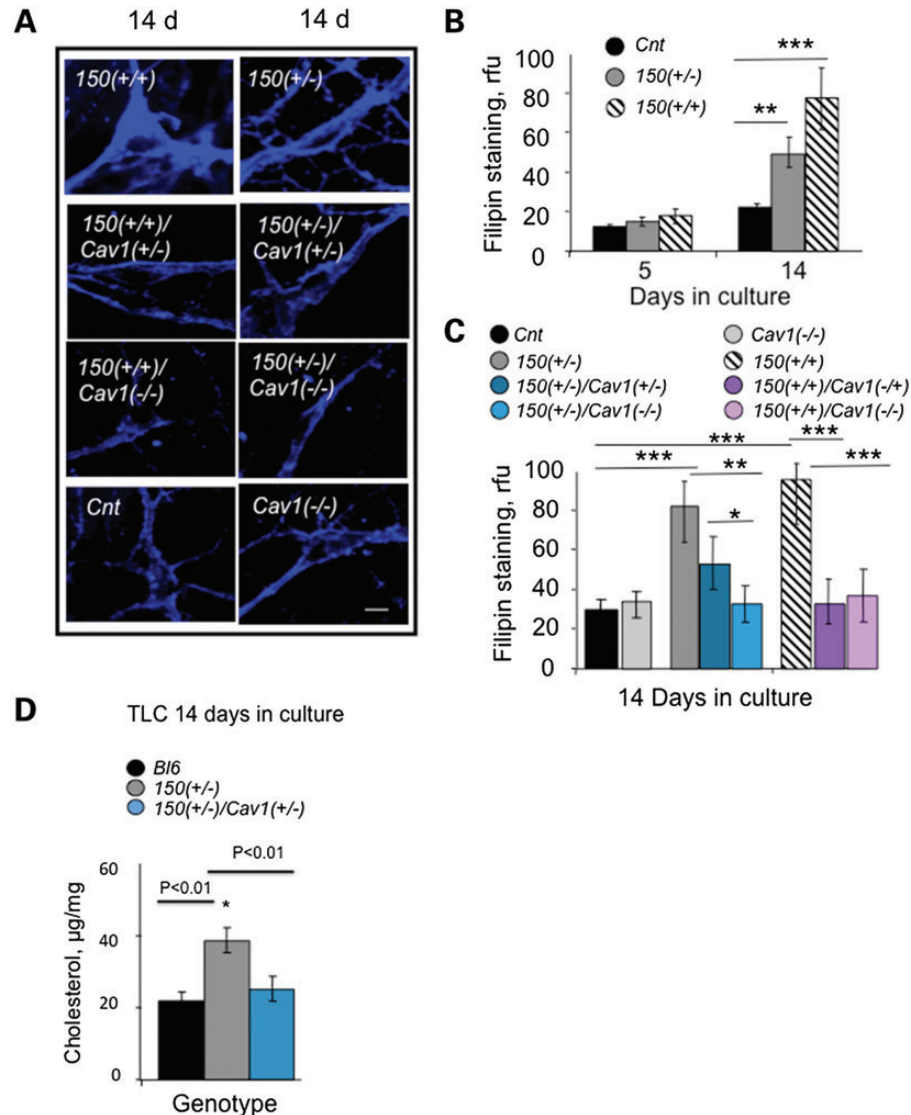 A
14 d
14 d
150(+/+)
150(+/-)
150(+/+)/
Cav1(+/-)
150(+/-)/
Cav1(+/-)
150(+/+)/
Cav1(-/-)
150(+/-)/
Cav1(-/-)
Cnt
Cav1(-/-)
B
Cnt
150(+/-)
150(+/+)
***
**
Filipin staining, rfu
100
80
60
40
20
0
5
14
Days in culture
C
Cnt
Cav1(-/-)
150(+/-)
150(+/+)
150(+/-)/Cav1(+/-)
150(+/+)/Cav1(-/+)
150(+/-)/Cav1(-/-)
150(+/+)/Cav1(-/-)
***
***
***
**
***
*
Filipin staining, rfu
100
80
60
40
20
0
14 Days in culture
D
TLC 14 days in culture
Bl6
150(+/-)
150(+/-)/Cav1(+/-)
P<0.01
P<0.01
*
Cholesterol, µg/mg
60
40
20
0
Genotype